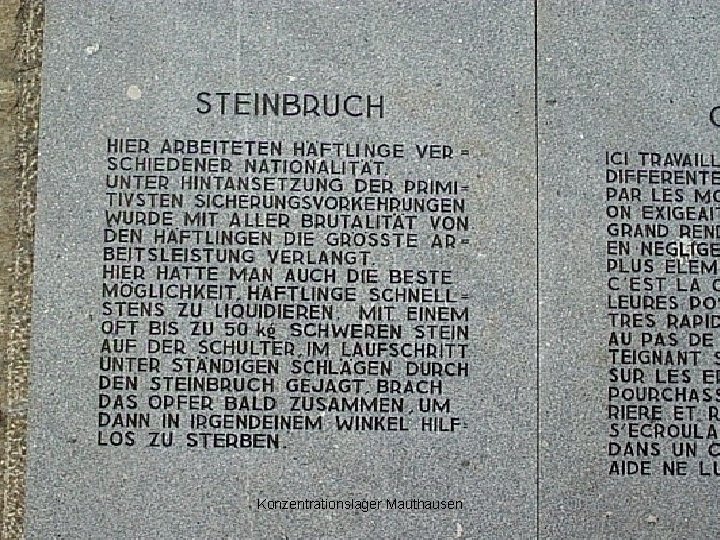 STEINBRUCH
HIER ARBEITETEN HÄFTLINGE VER=
SCHIEDENER NATIONALITÄT.
UNTER HINTANSETZUNG DER PRIMI=
TIVSTEN SICHERUNGSVORKEHRUNGEN
WURDE MIT ALLER BRUTALITÄT VON
DEN HÄFTLINGEN DIE GRÖSSTE AR=
BEITSLEISTUNG VERLANGT.
HIER HATTE MAN AUCH DIE BESTE
MÖGLICHKEIT, HÄFTLINGE SCHNELL=
STENS ZU LIQUIDIEREN. MIT EINEM
OFT BIS ZU 50 kg SCHWEREN STEIN
AUF DER SCHULTER, IM LAUFSCHRITT
UNTER STÄNDIGEN SCHLÄGEN DURCH
DEN STEINBRUCH GEJAGT, BRACH
DAS OPFER BALD ZUSAMMEN, UM
DANN IN IRGENDEINEM WINKEL HILF=
LOS ZU STERBEN.
C
ICI TRAVAILL
DIFFERENTE
PAR LES MO
ON EXIGEAIT
GRAND REND
EN NEGLIGE
PLUS ELEM
C'EST LA C
LEURES POS
TRES RAPID
AU PAS DE
TEIGNANT S
SUR LES EP
POURCHASS
RIERE ET R
S'ECROULA
DANS UN C
AIDE NE LU
Konzentrationslager Mauthausen